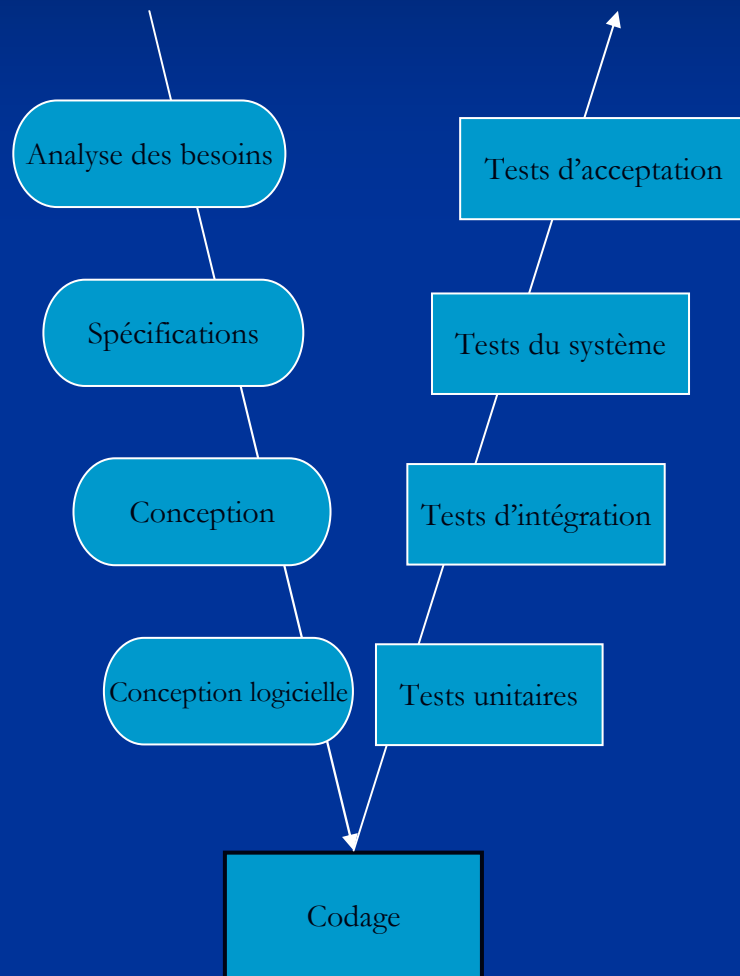 Analyse des besoins
Tests d’acceptation
Spécifications
Tests du système
Conception
Tests d'intégration
Conception logicielle
Tests unitaires
Codage